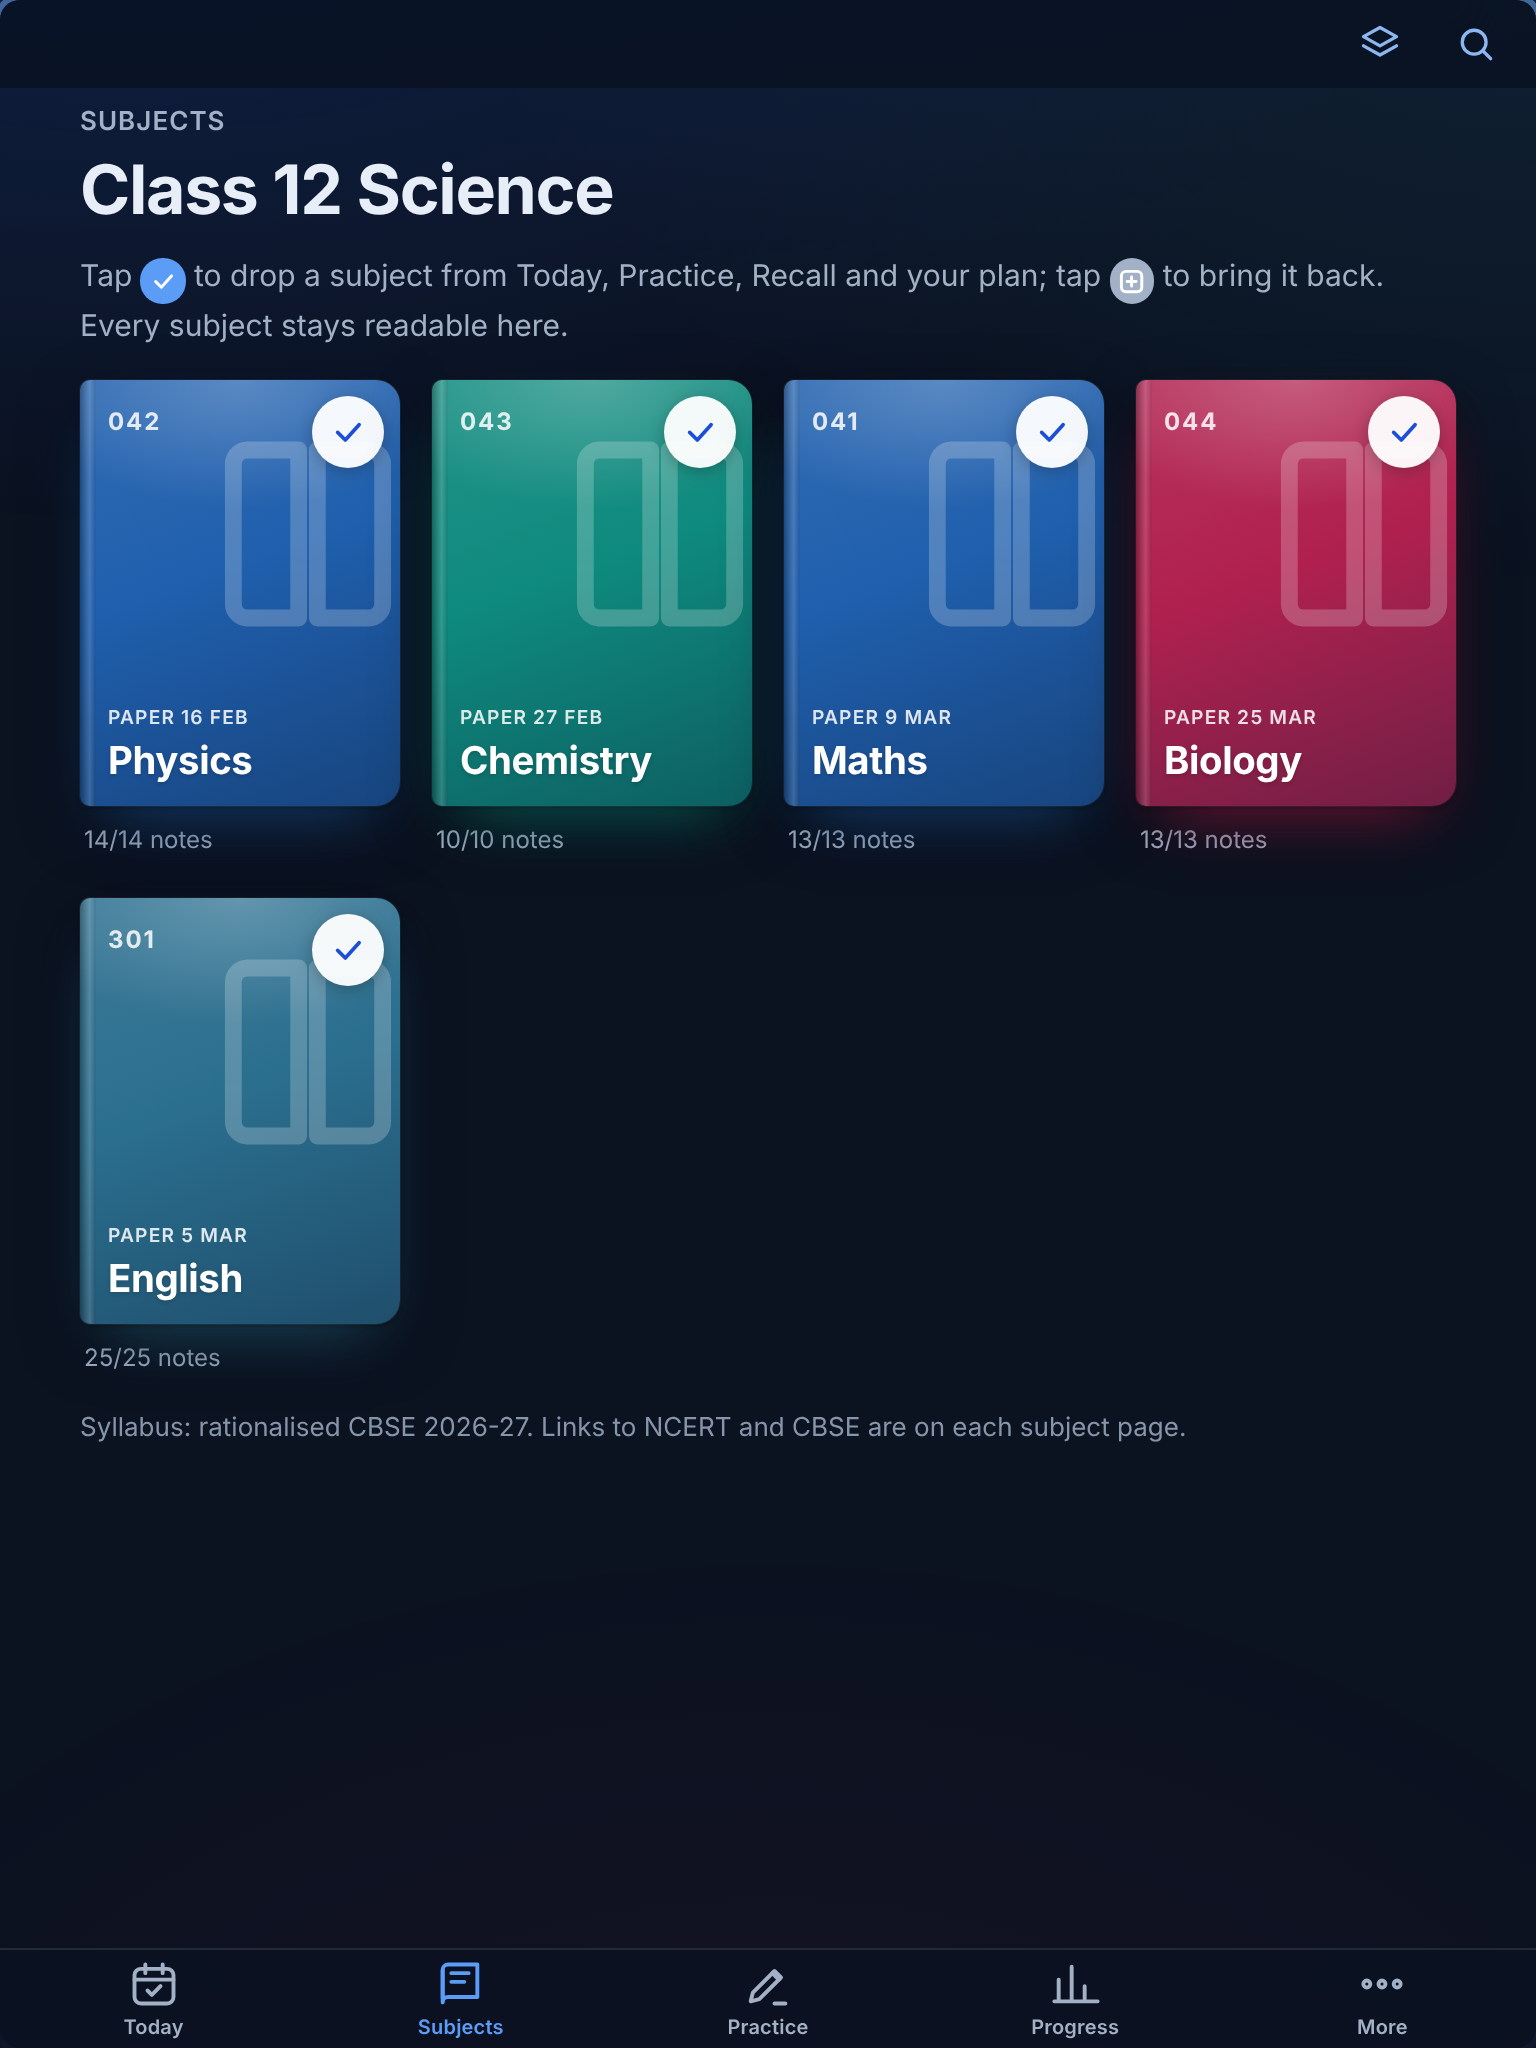 SUBJECTS
Class 12 Science
Tap to drop a subject from Today, Practice, Recall and your plan; tap to bring it back.
Every subject stays readable here.
042
PAPER 16 FEB
Physics
14/14 notes
043
PAPER 27 FEB
Chemistry
10/10 notes
041
PAPER 9 MAR
Maths
13/13 notes
044
PAPER 25 MAR
Biology
13/13 notes
301
PAPER 5 MAR
English
25/25 notes
Syllabus: rationalised CBSE 2026-27. Links to NCERT and CBSE are on each subject page.
Today
Subjects
Practice
Progress
More